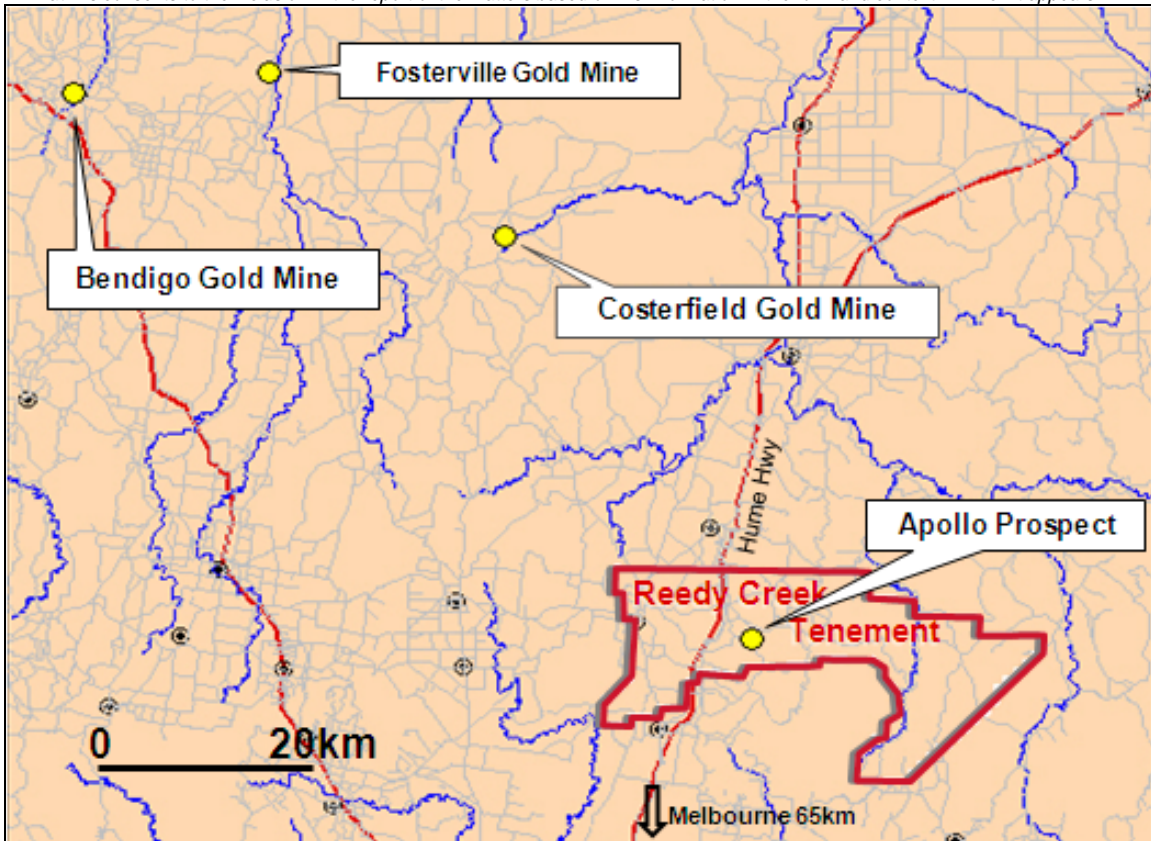 Fosterville Gold Mine
Bendigo Gold Mine
Costerfield Gold Mine
Hume Hwy
Apollo Prospect
Reedy Creek
Tenement
0 20km
Melbourne 65km